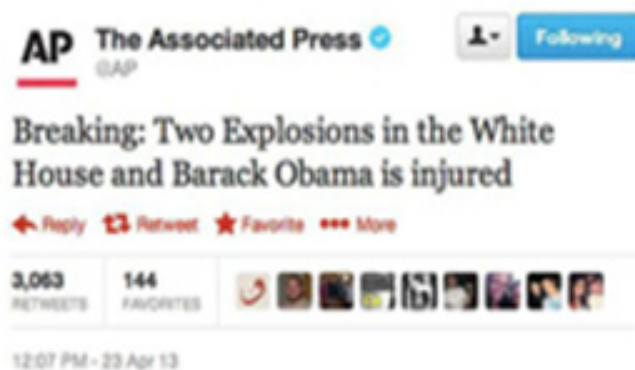 AP The Associated Press
@AP
Following
Breaking: Two Explosions in the White
House and Barack Obama is injured
Reply Retweet Favorite More
3,063 144
RETWEETS FAVORITES
12:07 PM - 23 Apr 13